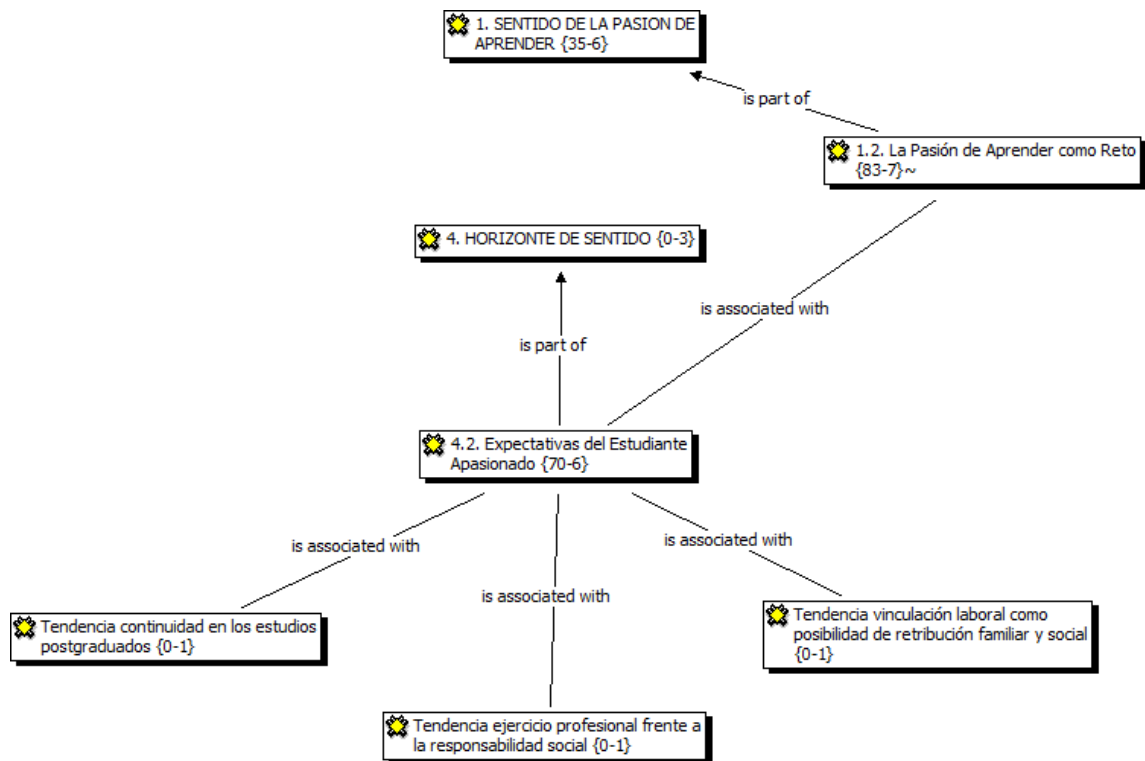 1. SENTIDO DE LA PASION DE
APRENDER {35-6}
is part of
1.2. La Pasión de Aprender como Reto
{83-7}~
4. HORIZONTE DE SENTIDO {0-3}
is associated with
is part of
4.2. Expectativas del Estudiante
Apasionado {70-6}
is associated with
is associated with
is associated with
Tendencia continuidad en los estudios
postgraduados {0-1}
Tendencia vinculación laboral como
posibilidad de retribución familiar y social
{0-1}
Tendencia ejercicio profesional frente a
la responsabilidad social {0-1}